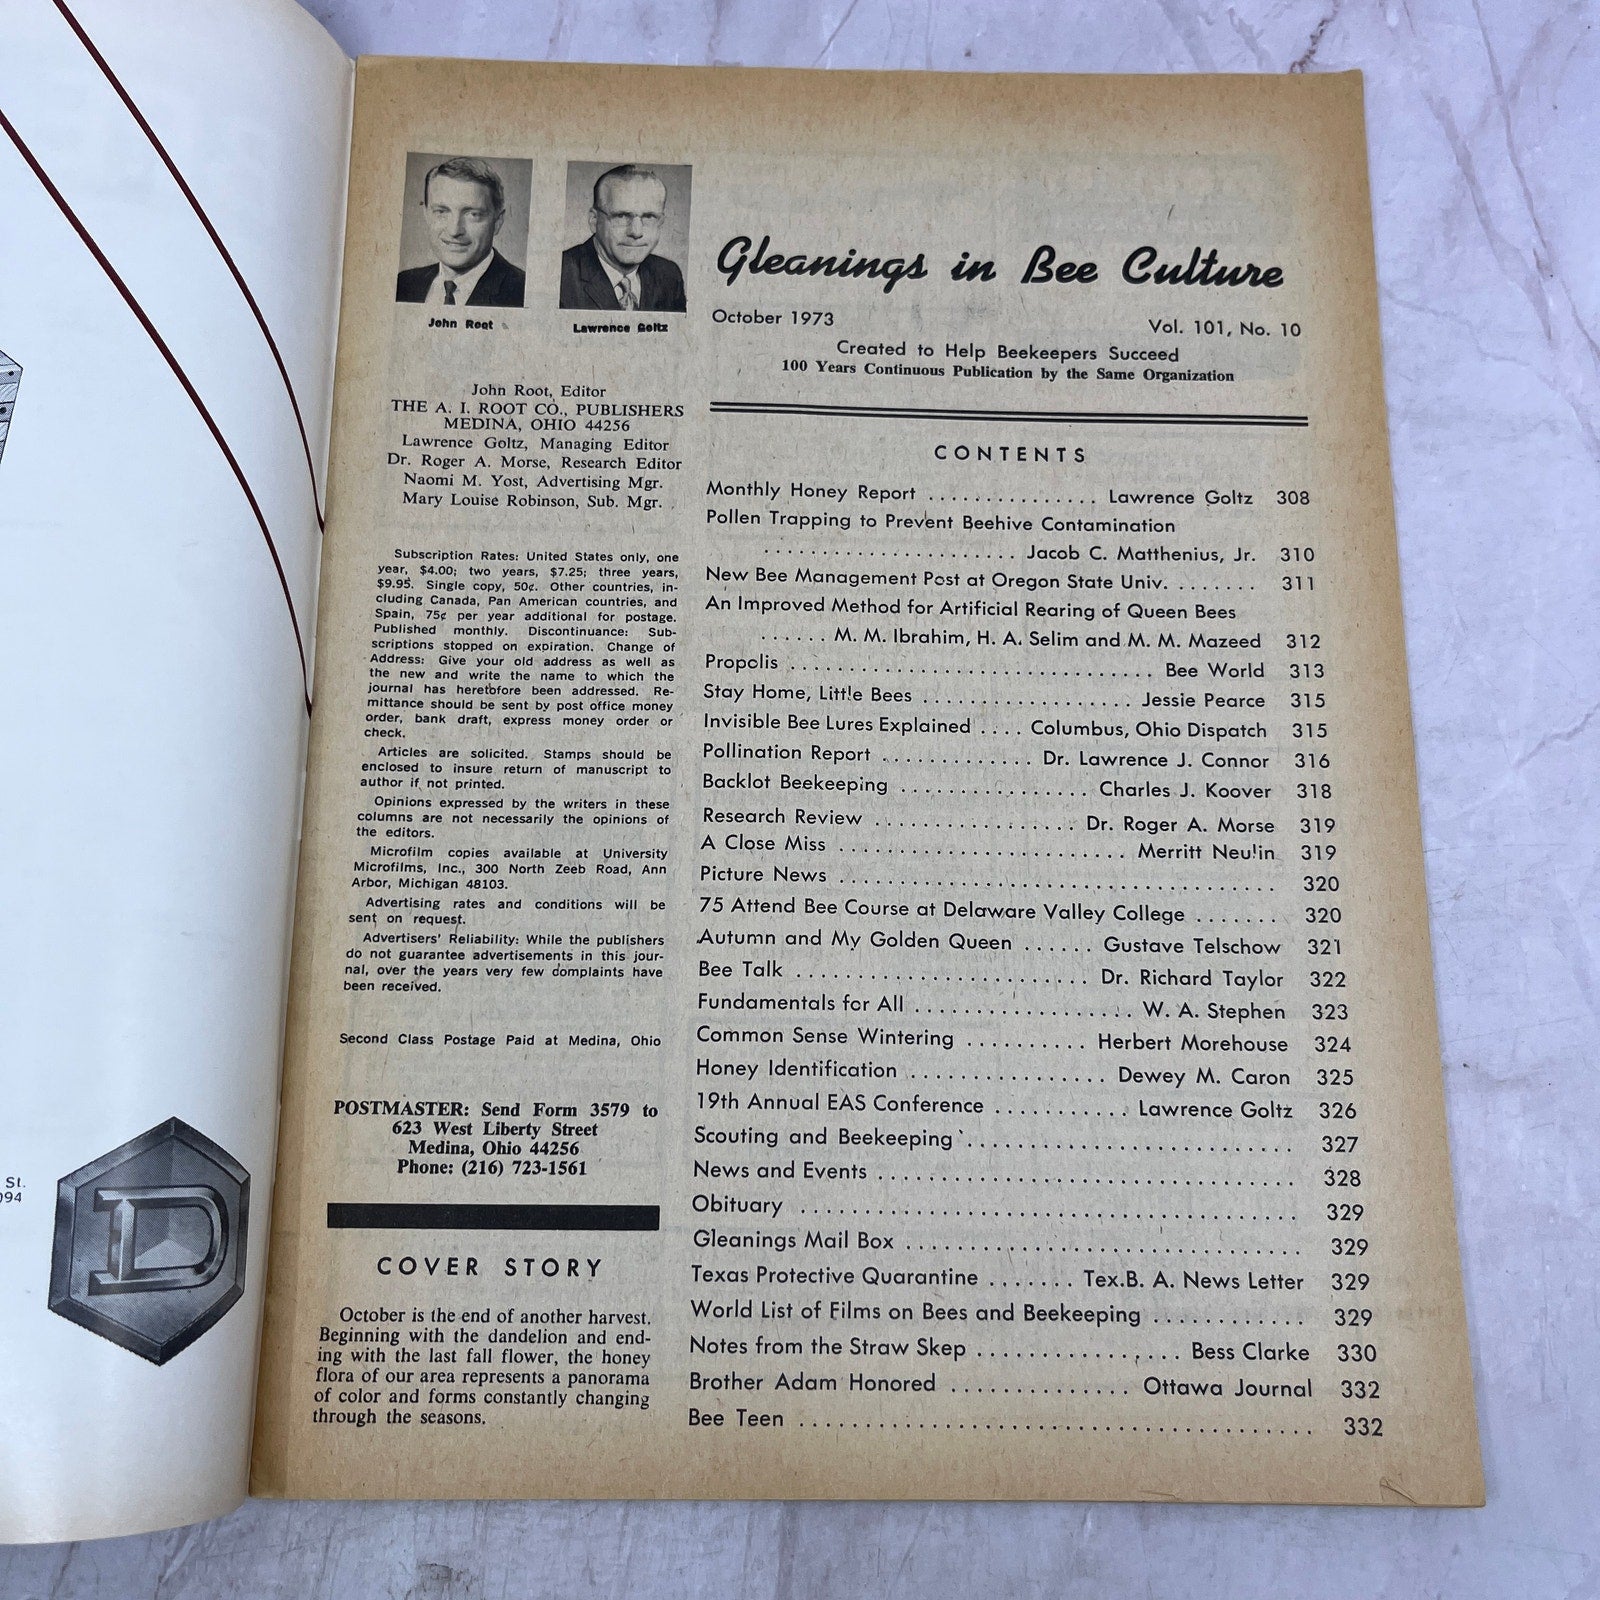 St.
094
D
John Root
Lawrence Goltz
John Root, Editor
THE A. I. ROOT CO., PUBLISHERS
MEDINA, OHIO 44256
Lawrence Goltz, Managing Editor
Dr. Roger A. Morse, Research Editor
Naomi M. Yost, Advertising Mgr.
Mary Louise Robinson, Sub. Mgr.
Subscription Rates: United States only, one
year, $4.00; two years, $7.25; three years,
$9.95. Single copy, 50¢. Other countries, in-
cluding Canada, Pan American countries, and
Spain, 75¢ per year additional for postage.
Published monthly. Discontinuance: Sub-
scriptions stopped on expiration. Change of
Address: Give your old address as well as
the new and write the name to which the
journal has heretofore been addressed. Re-
mittance should be sent by post office money
order, bank draft, express money order or
check.
Articles are solicited. Stamps should be
enclosed to insure return of manuscript to
author if not printed.
Opinions expressed by the writers in these
columns are not necessarily the opinions of
the editors.
Microfilm copies available at University
Microfilms, Inc., 300 North Zeeb Road, Ann
Arbor, Michigan 48103.
Advertising rates and conditions will be
sent on request.
Advertisers' Reliability: While the publishers
do not guarantee advertisements in this jour-
nal, over the years very few complaints have
been received.
Second Class Postage Paid at Medina, Ohio
POSTMASTER: Send Form 3579 to
623 West Liberty Street
Medina, Ohio 44256
Phone: (216) 723-1561
COVER STORY
October is the end of another harvest.
Beginning with the dandelion and end-
ing with the last fall flower, the honey
flora of our area represents a panorama
of color and forms constantly changing
through the seasons.
Gleanings in Bee Culture
October 1973 Vol. 101, No. 10
Created to Help Beekeepers Succeed
100 Years Continuous Publication by the Same Organization
CONTENTS
Monthly Honey Report ............... Lawrence Goltz 308
Pollen Trapping to Prevent Beehive Contamination
....................... Jacob C. Matthenius, Jr. 310
New Bee Management Post at Oregon State Univ. ........ 311
An Improved Method for Artificial Rearing of Queen Bees
...... M. M. Ibrahim, H. A. Selim and M. M. Mazeed 312
Propolis ................................. Bee World 313
Stay Home, Little Bees ................... Jessie Pearce 315
Invisible Bee Lures Explained .... Columbus, Ohio Dispatch 315
Pollination Report .............. Dr. Lawrence J. Connor 316
Backlot Beekeeping ................. Charles J. Koover 318
Research Review .................. Dr. Roger A. Morse 319
A Close Miss .......................... Merritt Neulin 319
Picture News ........................................ 320
75 Attend Bee Course at Delaware Valley College ....... 320
Autumn and My Golden Queen ...... Gustave Telschow 321
Bee Talk .......................... Dr. Richard Taylor 322
Fundamentals for All .................... W. A. Stephen 323
Common Sense Wintering .......... Herbert Morehouse 324
Honey Identification ................ Dewey M. Caron 325
19th Annual EAS Conference ........... Lawrence Goltz 326
Scouting and Beekeeping .............................. 327
News and Events ..................................... 328
Obituary ............................................ 329
Gleanings Mail Box .................................. 329
Texas Protective Quarantine ....... Tex.B. A. News Letter 329
World List of Films on Bees and Beekeeping ............ 329
Notes from the Straw Skep .................. Bess Clarke 330
Brother Adam Honored .............. Ottawa Journal 332
Bee Teen ............................................ 332